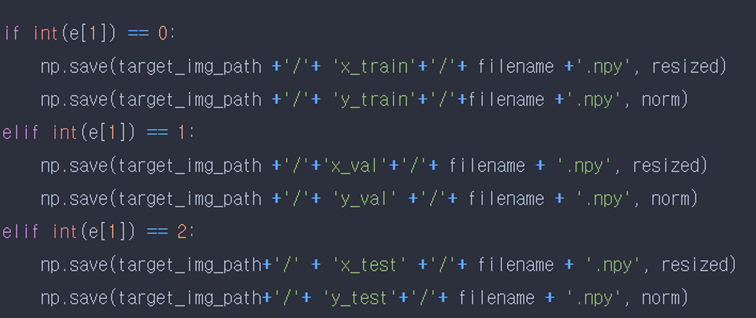 if int(e[1]) == 0:
    np.save(target_img_path +'/'+ 'x_train'+'/'+ filename +'.npy', resized)
    np.save(target_img_path +'/'+ 'y_train'+'/'+filename +'.npy', norm)
elif int(e[1]) == 1:
    np.save(target_img_path +'/'+'x_val'+'/'+ filename + '.npy', resized)
    np.save(target_img_path +'/'+ 'y_val' +'/'+ filename + '.npy', norm)
elif int(e[1]) == 2:
    np.save(target_img_path+'/' + 'x_test' +'/'+ filename + '.npy', resized)
    np.save(target_img_path+'/'+ 'y_test'+'/'+ filename + '.npy', norm)